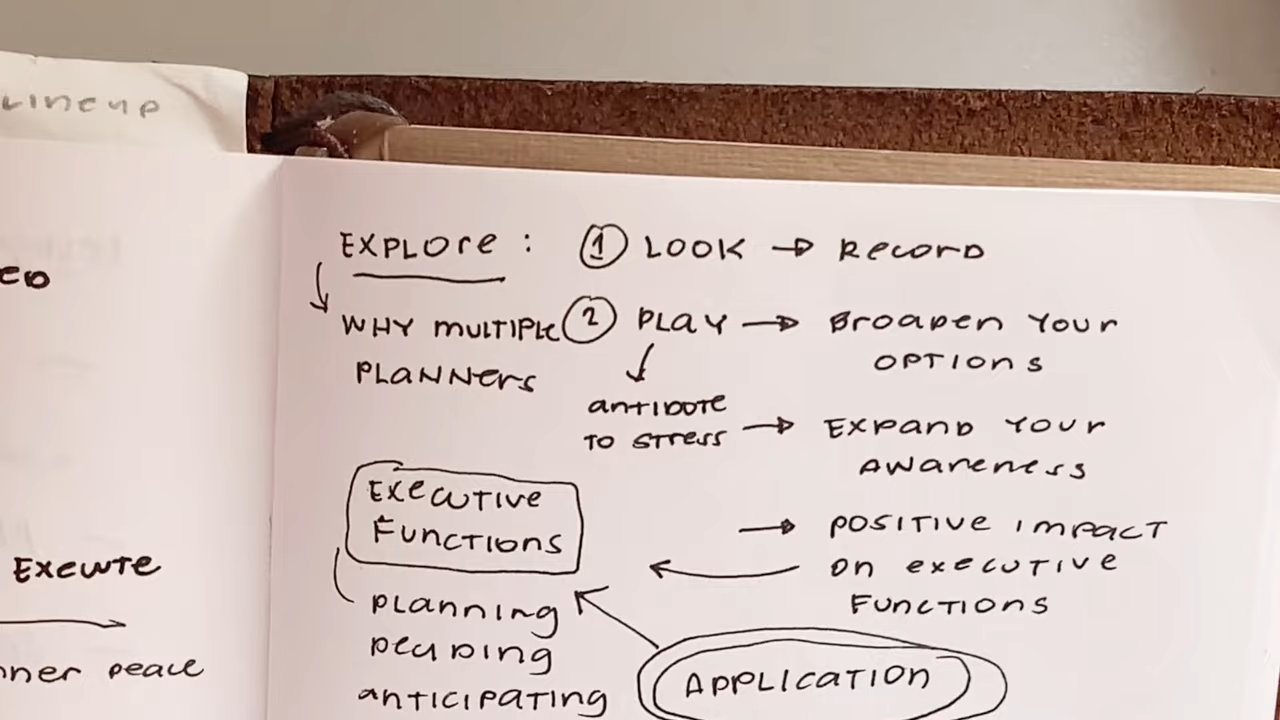 Lineup
EXPLORE : 1 LOOK → RECORD
WHY MULTIPLE
PLANNERS
2 PLAY → BROADEN YOUR
OPTIONS
ANTIDOTE
TO STRESS → EXPAND YOUR
AWARENESS
→ POSITIVE IMPACT
ON EXECUTIVE
FUNCTIONS
EXECUTIVE
FUNCTIONS
PLANNING
DECIDING
ANTICIPATING
APPLICATION
EXECUTE
PEACE